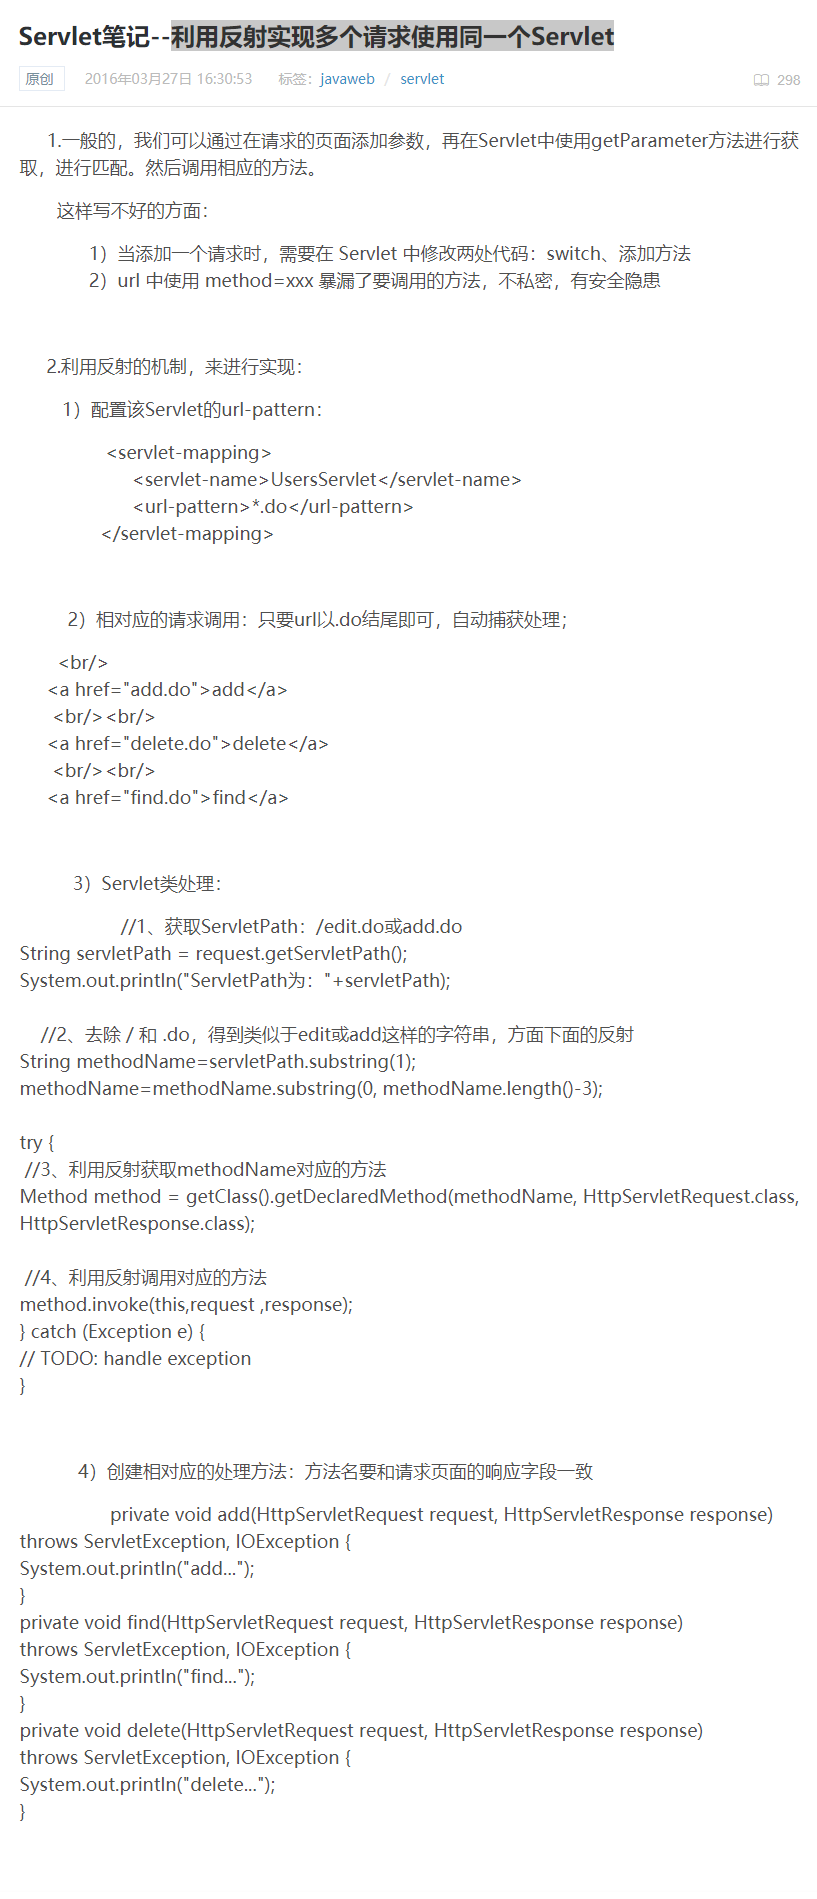 Servlet笔记--利用反射实现多个请求使用同一个Servlet
原创 2016年03月27日 16:30:53 标签：javaweb / servlet 298
1.一般的，我们可以通过在请求的页面添加参数，再在Servlet中使用getParameter方法进行获
取，进行匹配。然后调用相应的方法。
这样写不好的方面：
1）当添加一个请求时，需要在 Servlet 中修改两处代码：switch、添加方法
2）url 中使用 method=xxx 暴漏了要调用的方法，不私密，有安全隐患
2.利用反射的机制，来进行实现：
1）配置该Servlet的url-pattern：
<servlet-mapping>
<servlet-name>UsersServlet</servlet-name>
<url-pattern>*.do</url-pattern>
</servlet-mapping>
2）相对应的请求调用：只要url以.do结尾即可，自动捕获处理；
<br/>
<a href="add.do">add</a>
<br/><br/>
<a href="delete.do">delete</a>
<br/><br/>
<a href="find.do">find</a>
3）Servlet类处理：
//1、获取ServletPath：/edit.do或add.do
String servletPath = request.getServletPath();
System.out.println("ServletPath为："+servletPath);
//2、去除 / 和 .do，得到类似于edit或add这样的字符串，方面下面的反射
String methodName=servletPath.substring(1);
methodName=methodName.substring(0, methodName.length()-3);
try {
//3、利用反射获取methodName对应的方法
Method method = getClass().getDeclaredMethod(methodName, HttpServletRequest.class,
HttpServletResponse.class);
//4、利用反射调用对应的方法
method.invoke(this,request ,response);
} catch (Exception e) {
// TODO: handle exception
}
4）创建相对应的处理方法：方法名要和请求页面的响应字段一致
private void add(HttpServletRequest request, HttpServletResponse response)
throws ServletException, IOException {
System.out.println("add...");
}
private void find(HttpServletRequest request, HttpServletResponse response)
throws ServletException, IOException {
System.out.println("find...");
}
private void delete(HttpServletRequest request, HttpServletResponse response)
throws ServletException, IOException {
System.out.println("delete...");
}